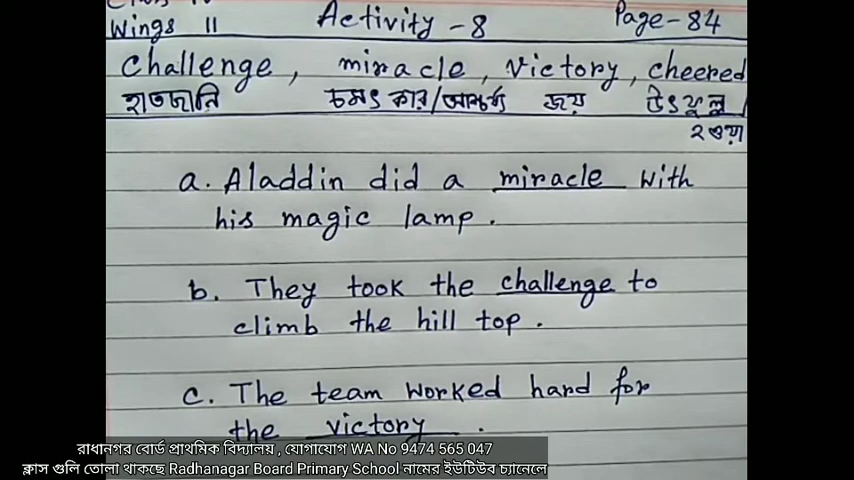 Wings 11 Activity - 8 Page - 84
Challenge, miracle, victory, cheered
হাতজানি চমৎকার/আশ্চর্য্য জয় উৎফুল্ল/
হওয়া
a. Aladdin did a miracle with
his magic lamp.
b. They took the challenge to
climb the hill top.
c. The team worked hard for
the victory.
রাধানগর বোর্ড প্রাথমিক বিদ্যালয়, যোগাযোগ WA No 9474 565 047
ক্লাস গুলি তোলা থাকছে Radhanagar Board Primary School নামের ইউটিউব চ্যানেলে